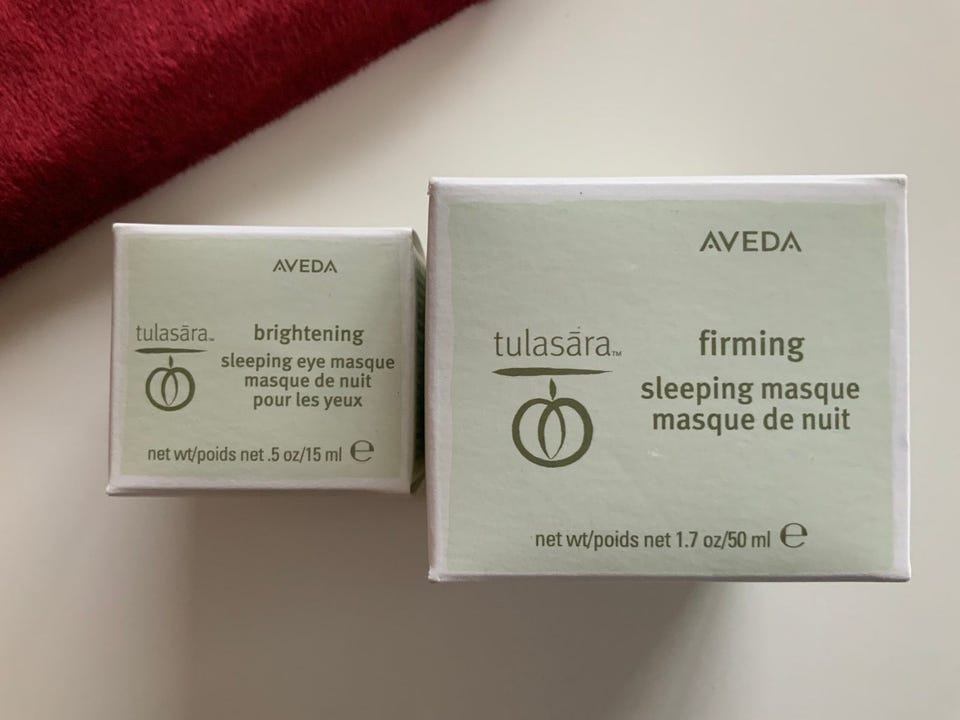 AVEDA
tulasāra™
brightening
sleeping eye masque
masque de nuit
pour les yeux
net wt/poids net .5 oz/15 ml ℮
AVEDA
tulasāra™
firming
sleeping masque
masque de nuit
net wt/poids net 1.7 oz/50 ml ℮